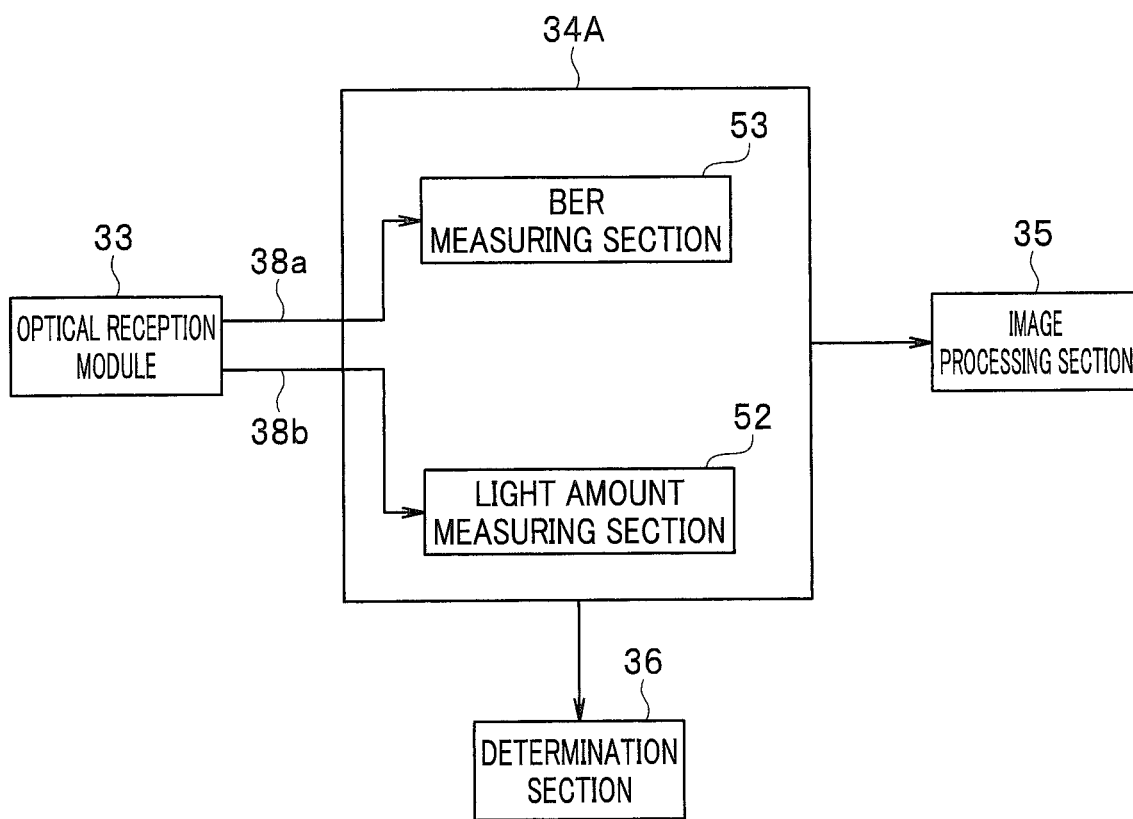 34A
53
BER
MEASURING SECTION
33
38a
35
OPTICAL RECEPTION
MODULE
IMAGE
PROCESSING SECTION
38b
52
LIGHT AMOUNT
MEASURING SECTION
36
DETERMINATION
SECTION